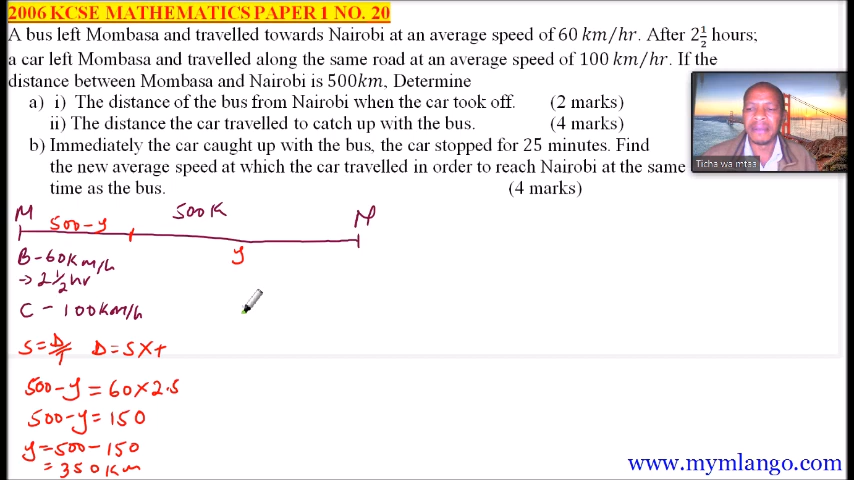 2006 KCSE MATHEMATICS PAPER 1 NO. 20
A bus left Mombasa and travelled towards Nairobi at an average speed of 60 km/hr. After 2½ hours;
a car left Mombasa and travelled along the same road at an average speed of 100 km/hr. If the
distance between Mombasa and Nairobi is 500km, Determine
a) i) The distance of the bus from Nairobi when the car took off. (2 marks)
ii) The distance the car travelled to catch up with the bus. (4 marks)
b) Immediately the car caught up with the bus, the car stopped for 25 minutes. Find
the new average speed at which the car travelled in order to reach Nairobi at the same
time as the bus. (4 marks)
Ticha wa mtaa
M 500-y 500K N
y
B-60Km/h
→2½hr
C - 100Km/h
S=D/T D=SXt
500-y=60×2.5
500-y=150
y=500-150
=350Km
www.mymlango.com